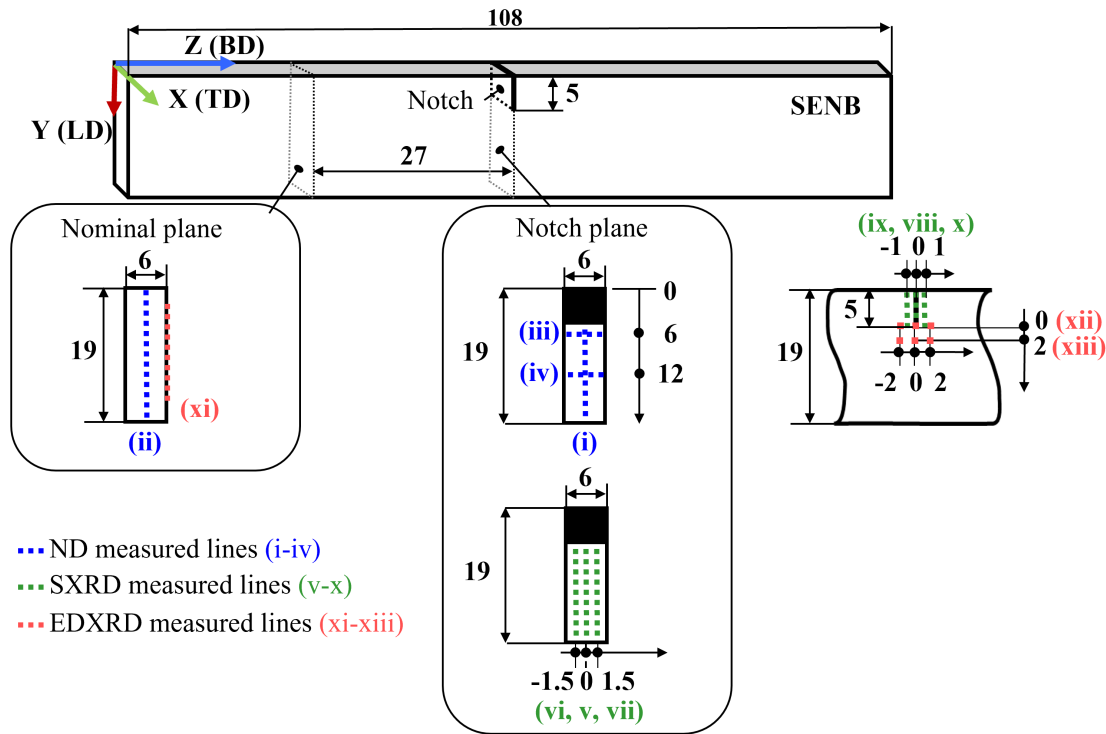 108
Z (BD)
X (TD)
Y (LD)
Notch
5
SENB
27
Nominal plane
6
19
(xi)
(ii)
Notch plane
6
0
(iii)
6
19
(iv)
12
(i)
6
19
-1.5 0 1.5
(vi, v, vii)
(ix, viii, x)
-1 0 1
5
0 (xii)
19
2 (xiii)
-2 0 2
ND measured lines (i-iv)
SXRD measured lines (v-x)
EDXRD measured lines (xi-xiii)